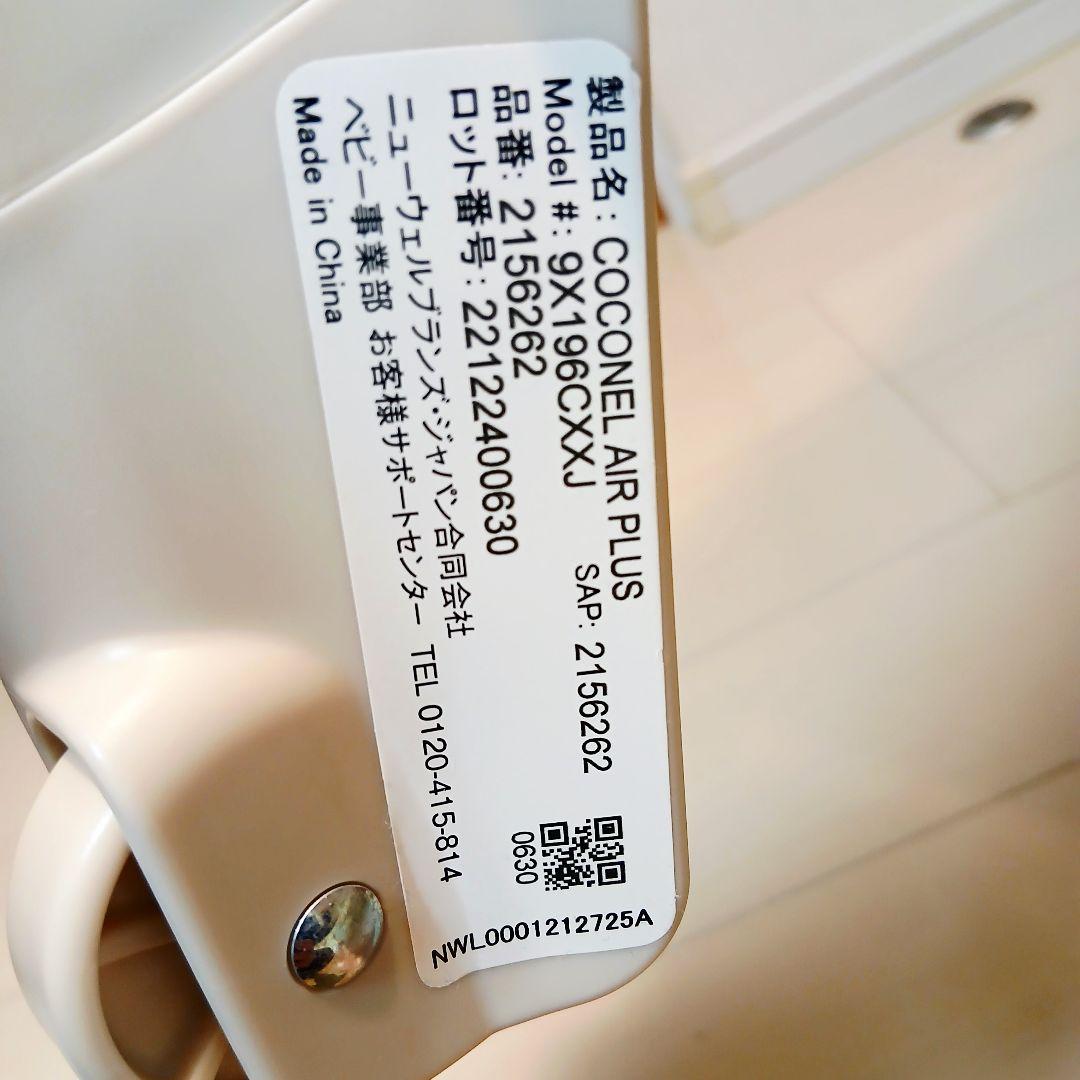 製品名: COCONEL AIR PLUS
Model #: 9X196CXXJ SAP: 2156262
品番: 2156262
ロット番号: 22122400630
ニューウェルブランズ・ジャパン合同会社
ベビー事業部 お客様サポートセンター TEL 0120-415-814
Made in China
0630
NWL0001212725A